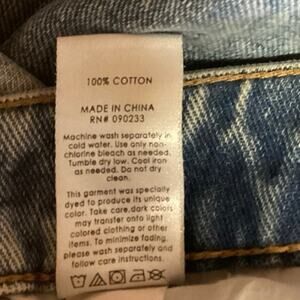 100% COTTON
MADE IN CHINA
RN# 090233
Machine wash separately in
cold water. Use only non-
chlorine bleach as needed.
Tumble dry low. Cool iron
as needed. Do not dry
clean.
This garment was specially
dyed to produce its unique
color. Take care,dark colors
may transfer onto light
colored clothing or other
items. To minimize fading,
please wash separately and
follow care instructions.